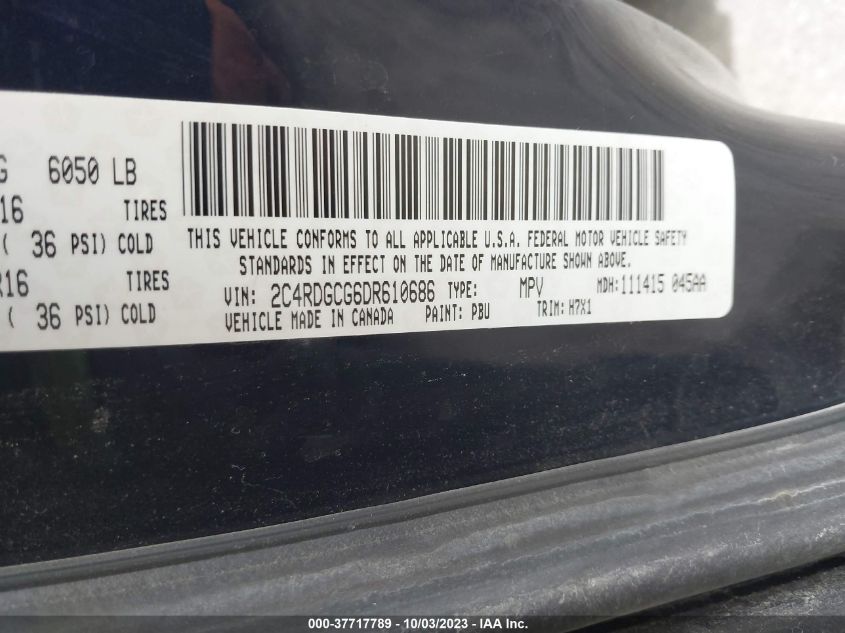 G 6050 LB
16 TIRES
( 36 PSI) COLD
R16 TIRES
( 36 PSI) COLD
THIS VEHICLE CONFORMS TO ALL APPLICABLE U.S.A. FEDERAL MOTOR VEHICLE SAFETY
STANDARDS IN EFFECT ON THE DATE OF MANUFACTURE SHOWN ABOVE.
VIN: 2C4RDGCG6DR610686 TYPE: MPV MDH: 111415 045AA
VEHICLE MADE IN CANADA PAINT: PBU TRIM: H7X1
000-37717789 - 10/03/2023 - IAA Inc.